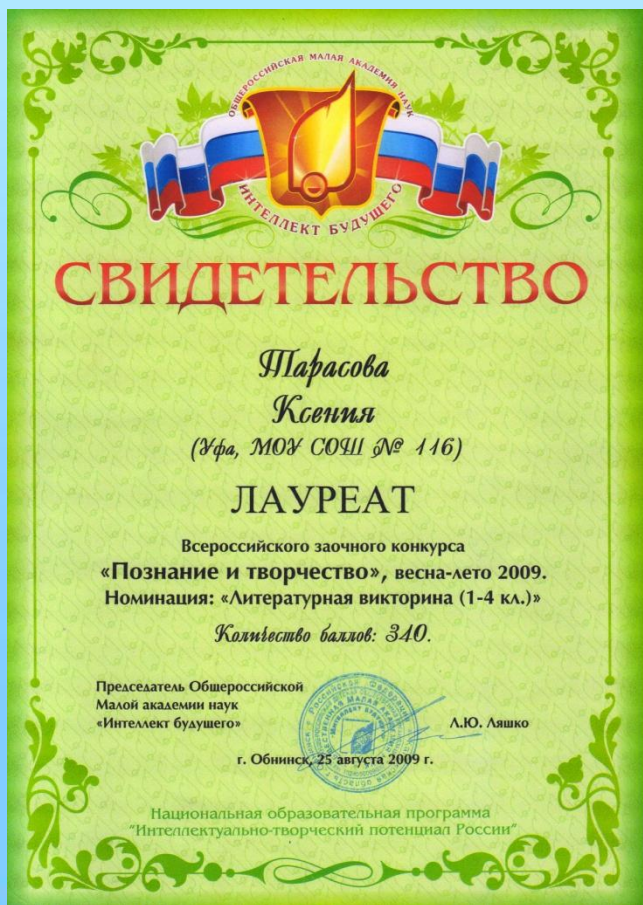 ОБЩЕРОССИЙСКАЯ МАЛАЯ АКАДЕМИЯ НАУК
ИНТЕЛЛЕКТ БУДУЩЕГО
СВИДЕТЕЛЬСТВО
Тарасова
Ксения
(Уфа, МОУ СОШ № 116)
ЛАУРЕАТ
Всероссийского заочного конкурса
«Познание и творчество», весна-лето 2009.
Номинация: «Литературная викторина (1-4 кл.)»
Количество баллов: 340.
Председатель Общероссийской
Малой академии наук
«Интеллект будущего»
Л.Ю. Ляшко
г. Обнинск, 25 августа 2009 г.
Национальная образовательная программа
"Интеллектуально-творческий потенциал России"